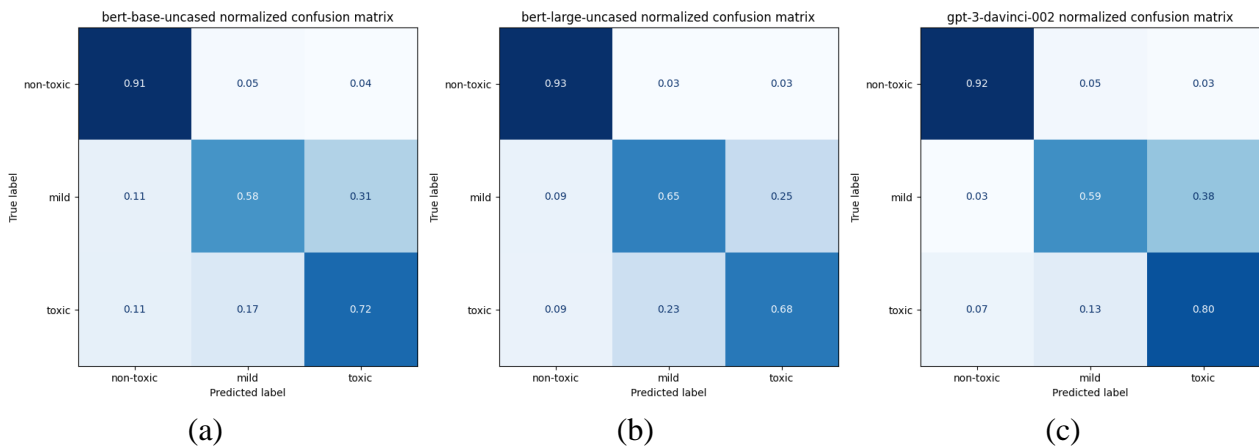 bert-base-uncased normalized confusion matrix
non-toxic 0.91 0.05 0.04
mild 0.11 0.58 0.31
toxic 0.11 0.17 0.72
True label
non-toxic mild toxic
Predicted label
(a)
bert-large-uncased normalized confusion matrix
non-toxic 0.93 0.03 0.03
mild 0.09 0.65 0.25
toxic 0.09 0.23 0.68
True label
non-toxic mild toxic
Predicted label
(b)
gpt-3-davinci-002 normalized confusion matrix
non-toxic 0.92 0.05 0.03
mild 0.03 0.59 0.38
toxic 0.07 0.13 0.80
True label
non-toxic mild toxic
Predicted label
(c)